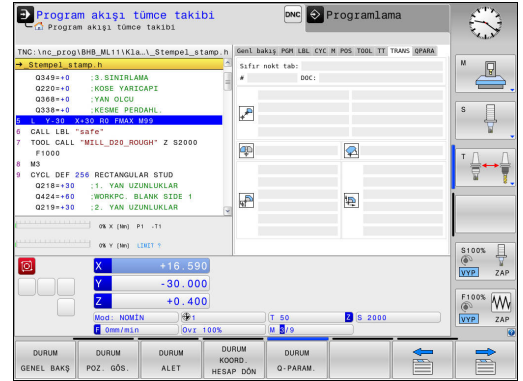 Program akışı tümce takibi
Program akışı tümce takibi
DNC
Programlama
TNC:\nc_prog\BHB_ML11\Kla…\_Stempel_stamp.h
→_Stempel_stamp.h
Q349=+0 ;3.SINIRLAMA
Q220=+0 ;KOSE YARICAPI
Q368=+0 ;YAN OLCU
Q338=+0 ;KESME PERDAHL.
5 L Y-30 X+30 R0 FMAX M99
6 CALL LBL "safe"
7 TOOL CALL "MILL_D20_ROUGH" Z S2000
F1000
8 M3
9 CYCL DEF 256 RECTANGULAR STUD
Q218=+30 ;1. YAN UZUNLUKLAR
Q424=+60 ;WORKPC. BLANK SIDE 1
Q219=+30 ;2. YAN UZUNLUKLAR
Genl bakış PGM LBL CYC M POS TOOL TT TRANS QPARA
Sıfır nokt tab:
# DOC:
0% X [Nm] P1 -T1
0% Y [Nm] LIMIT ?
X +16.590
Y -30.000
Z +0.400
Mod: NOMİN 1 T 50 Z S 2000
F 0mm/min Ovr 100% M 3/9
M
S
T
S100%
VYP ZAP
F100%
VYP ZAP
DURUM
GENEL BAKŞ
DURUM
POZ. GÖS.
DURUM
ALET
DURUM
KOORD.
HESAP DÖN
DURUM
Q-PARAM.